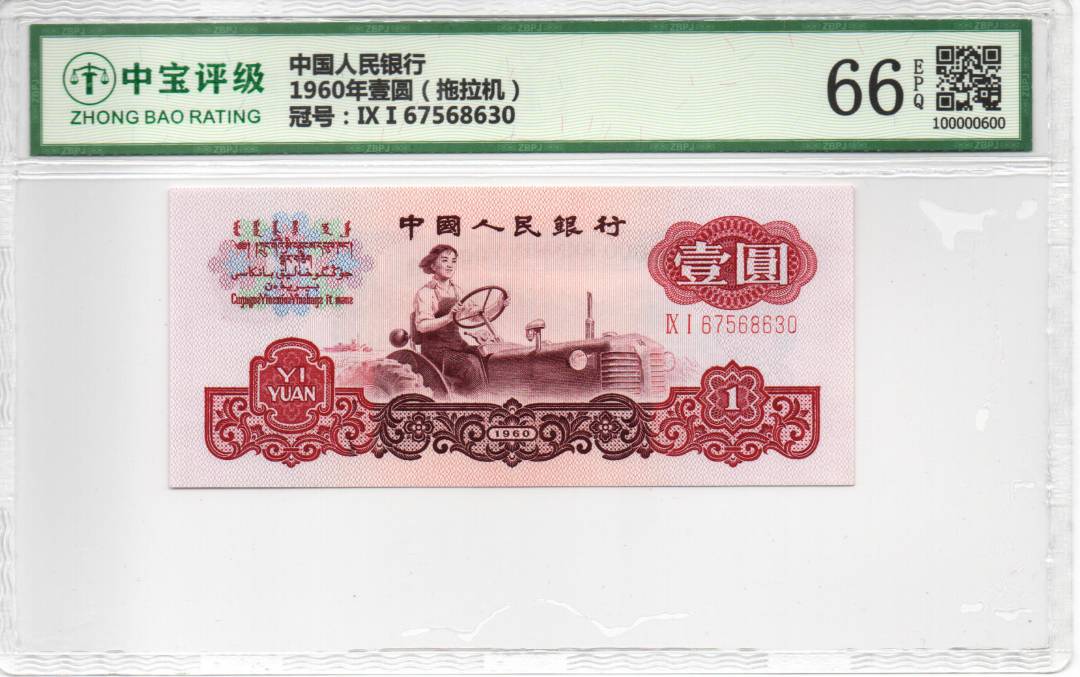 中宝评级
ZHONG BAO RATING
中国人民银行
1960年壹圆（拖拉机）
冠号：IX I 67568630
66
EPQ
100000600
中國人民銀行
壹圓
IX I 67568630
YI
YUAN
1960
1